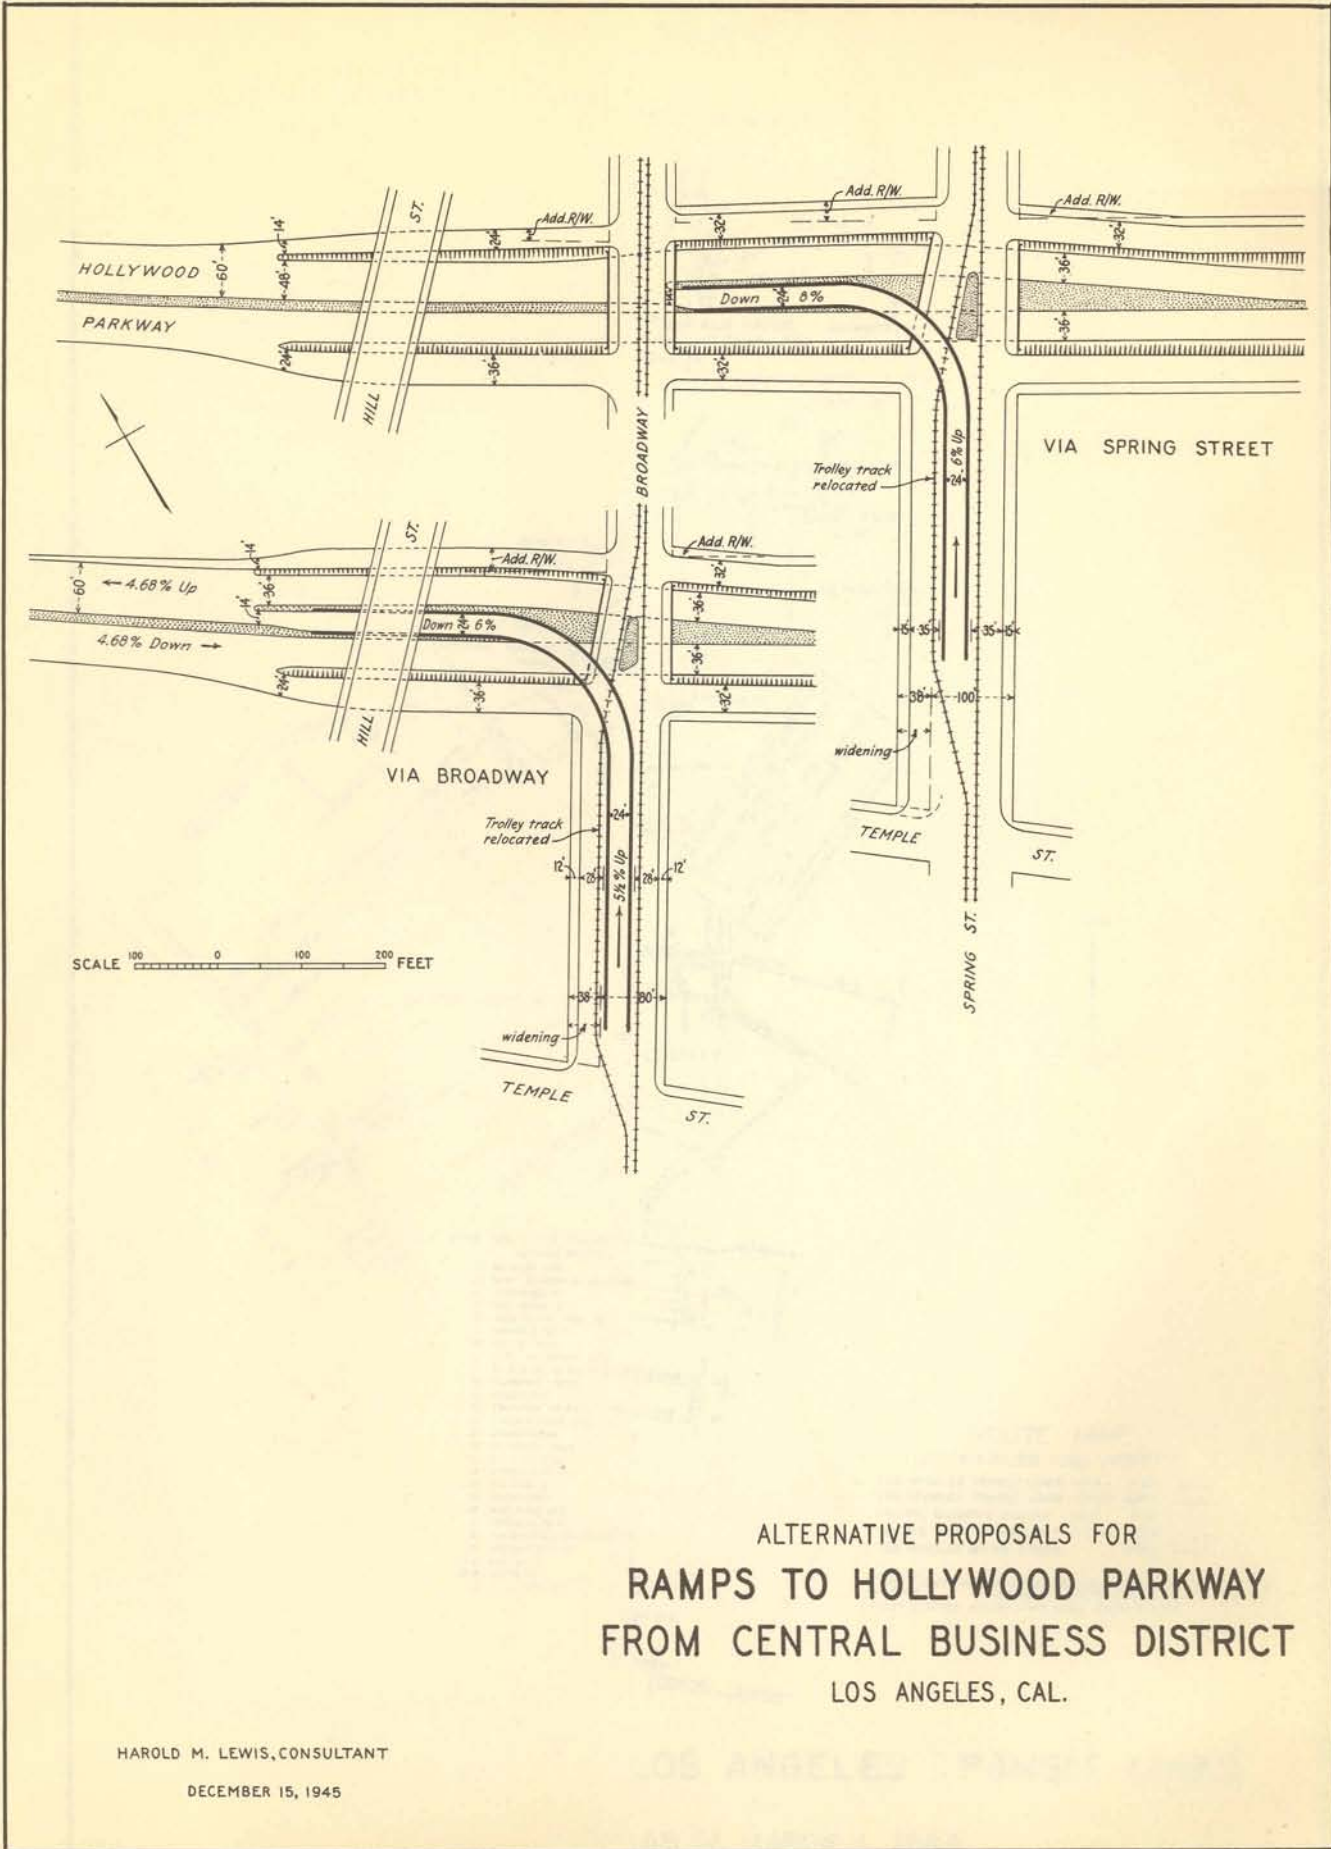 HOLLYWOOD
PARKWAY
60'
14'
48'
24'
ST.
HILL
24'
Add. R/W.
36'
BROADWAY
32'
Add. R/W.
Down 24' 8%
32'
Add. R/W.
32'
36'
36'
VIA SPRING STREET
Trolley track
relocated
24'
6% Up
15'
35'
35'
15'
38'
100'
widening
TEMPLE
ST.
SPRING ST.
ST.
HILL
14'
60'
4.68% Up
36'
14'
4.68% Down
24'
Add. R/W.
Down 24' 6%
36'
Add. R/W.
32'
36'
36'
32'
VIA BROADWAY
Trolley track
relocated
24'
12'
28'
5½% Up
28'
12'
38'
80'
widening
TEMPLE
ST.
SCALE 100 0 100 200 FEET
ALTERNATIVE PROPOSALS FOR
RAMPS TO HOLLYWOOD PARKWAY
FROM CENTRAL BUSINESS DISTRICT
LOS ANGELES, CAL.
HAROLD M. LEWIS, CONSULTANT
DECEMBER 15, 1945